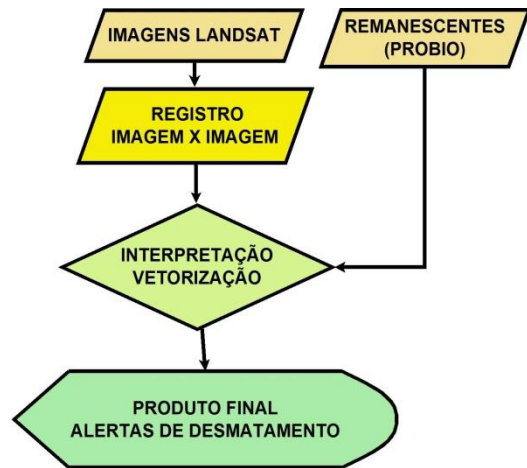 IMAGENS LANDSAT
REMANESCENTES
(PROBIO)
REGISTRO
IMAGEM X IMAGEM
INTERPRETAÇÃO
VETORIZAÇÃO
PRODUTO FINAL
ALERTAS DE DESMATAMENTO